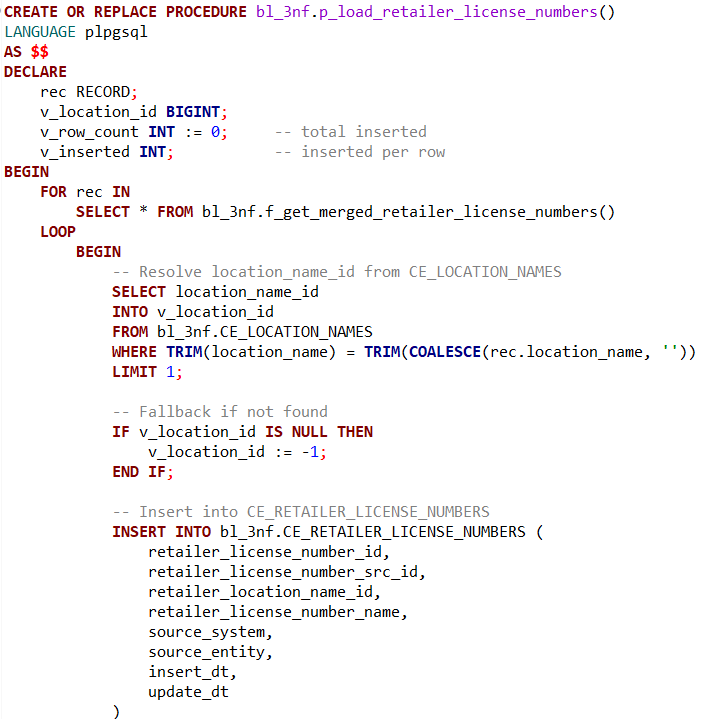 CREATE OR REPLACE PROCEDURE bl_3nf.p_load_retailer_license_numbers()
LANGUAGE plpgsql
AS $$
DECLARE
    rec RECORD;
    v_location_id BIGINT;
    v_row_count INT := 0;     -- total inserted
    v_inserted INT;           -- inserted per row
BEGIN
    FOR rec IN
        SELECT * FROM bl_3nf.f_get_merged_retailer_license_numbers()
    LOOP
        BEGIN
            -- Resolve location_name_id from CE_LOCATION_NAMES
            SELECT location_name_id
            INTO v_location_id
            FROM bl_3nf.CE_LOCATION_NAMES
            WHERE TRIM(location_name) = TRIM(COALESCE(rec.location_name, ''))
            LIMIT 1;

            -- Fallback if not found
            IF v_location_id IS NULL THEN
                v_location_id := -1;
            END IF;

            -- Insert into CE_RETAILER_LICENSE_NUMBERS
            INSERT INTO bl_3nf.CE_RETAILER_LICENSE_NUMBERS (
                retailer_license_number_id,
                retailer_license_number_src_id,
                retailer_location_name_id,
                retailer_license_number_name,
                source_system,
                source_entity,
                insert_dt,
                update_dt
            )